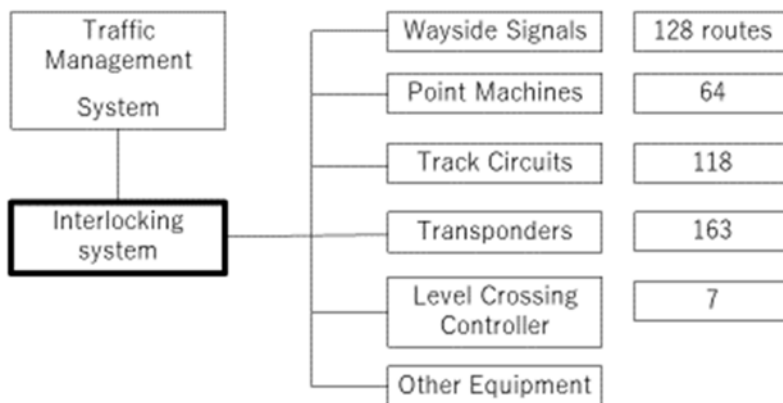 Traffic
Management
System
Interlocking
system
Wayside Signals
128 routes
Point Machines
64
Track Circuits
118
Transponders
163
Level Crossing
Controller
7
Other Equipment